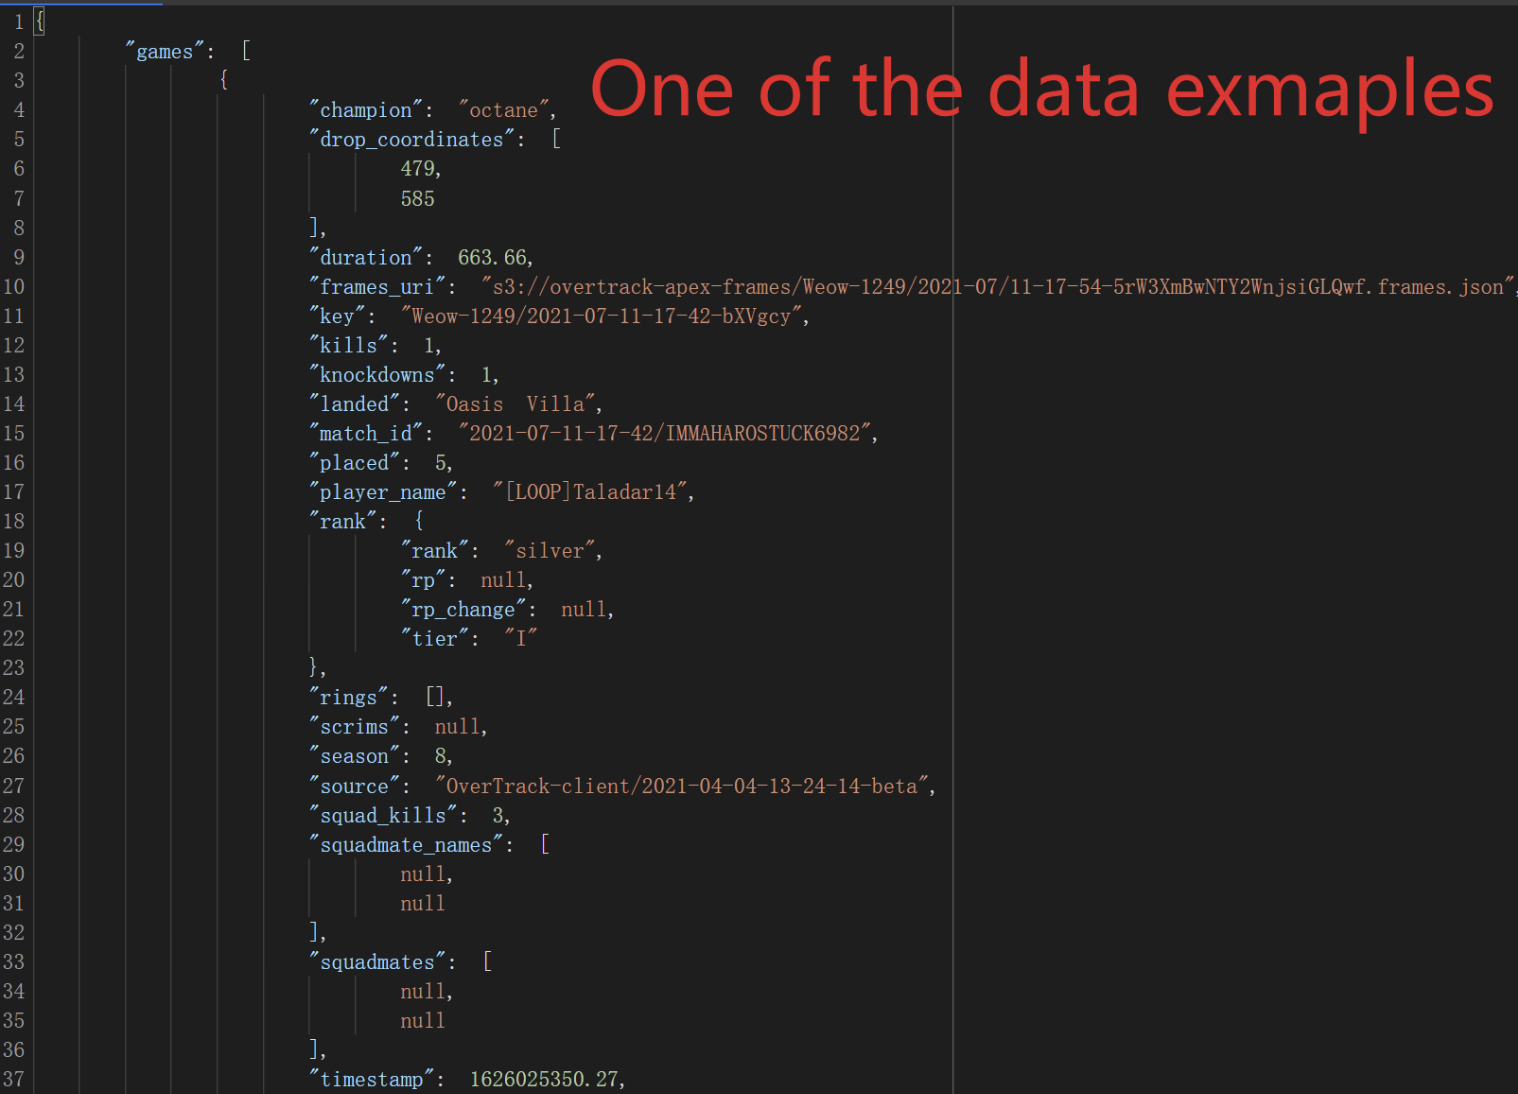 One of the data exmaples
1 {
2 "games": [
3 {
4 "champion": "octane",
5 "drop_coordinates": [
6 479,
7 585
8 ],
9 "duration": 663.66,
10 "frames_uri": "s3://overtrack-apex-frames/Weow-1249/2021-07/11-17-54-5rW3XmBwNTY2WnjsiGLQwf.frames.json",
11 "key": "Weow-1249/2021-07-11-17-42-bXVgcy",
12 "kills": 1,
13 "knockdowns": 1,
14 "landed": "Oasis Villa",
15 "match_id": "2021-07-11-17-42/IMMAHAROSTUCK6982",
16 "placed": 5,
17 "player_name": "[LOOP]Taladar14",
18 "rank": {
19 "rank": "silver",
20 "rp": null,
21 "rp_change": null,
22 "tier": "I"
23 },
24 "rings": [],
25 "scrims": null,
26 "season": 8,
27 "source": "OverTrack-client/2021-04-04-13-24-14-beta",
28 "squad_kills": 3,
29 "squadmate_names": [
30 null,
31 null
32 ],
33 "squadmates": [
34 null,
35 null
36 ],
37 "timestamp": 1626025350.27,